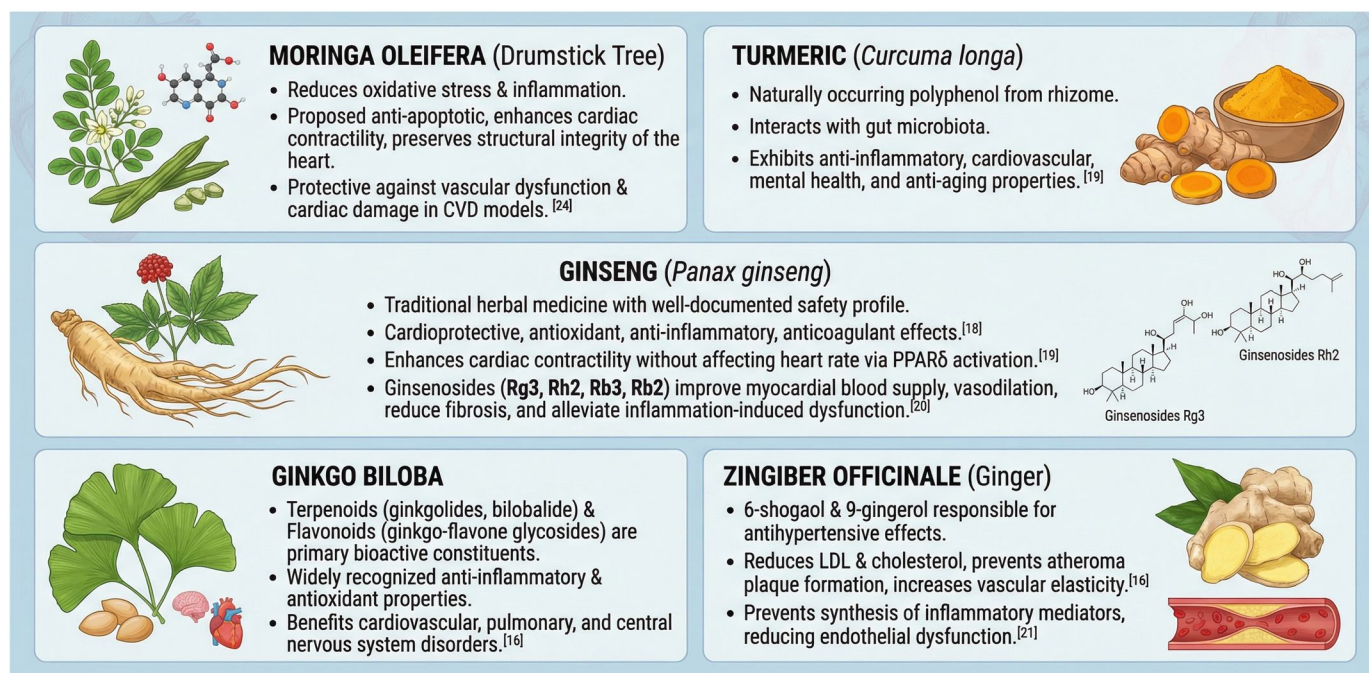 MORINGA OLEIFERA (Drumstick Tree)
• Reduces oxidative stress & inflammation.
• Proposed anti-apoptotic, enhances cardiac
contractility, preserves structural integrity of the
heart.
• Protective against vascular dysfunction &
cardiac damage in CVD models. [24]
TURMERIC (Curcuma longa)
• Naturally occurring polyphenol from rhizome.
• Interacts with gut microbiota.
• Exhibits anti-inflammatory, cardiovascular,
mental health, and anti-aging properties. [19]
GINSENG (Panax ginseng)
• Traditional herbal medicine with well-documented safety profile.
• Cardioprotective, antioxidant, anti-inflammatory, anticoagulant effects.[18]
• Enhances cardiac contractility without affecting heart rate via PPARδ activation.[19]
• Ginsenosides (Rg3, Rh2, Rb3, Rb2) improve myocardial blood supply, vasodilation,
reduce fibrosis, and alleviate inflammation-induced dysfunction.[20]
OH
HO
H
H
H
HO
Ginsenosides Rh2
OH
OH
HO
H
H
H
HO
Ginsenosides Rg3
GINKGO BILOBA
• Terpenoids (ginkgolides, bilobalide) &
Flavonoids (ginkgo-flavone glycosides) are
primary bioactive constituents.
• Widely recognized anti-inflammatory &
antioxidant properties.
• Benefits cardiovascular, pulmonary, and central
nervous system disorders.[16]
ZINGIBER OFFICINALE (Ginger)
• 6-shogaol & 9-gingerol responsible for
antihypertensive effects.
• Reduces LDL & cholesterol, prevents atheroma
plaque formation, increases vascular elasticity.[16]
• Prevents synthesis of inflammatory mediators,
reducing endothelial dysfunction.[21]